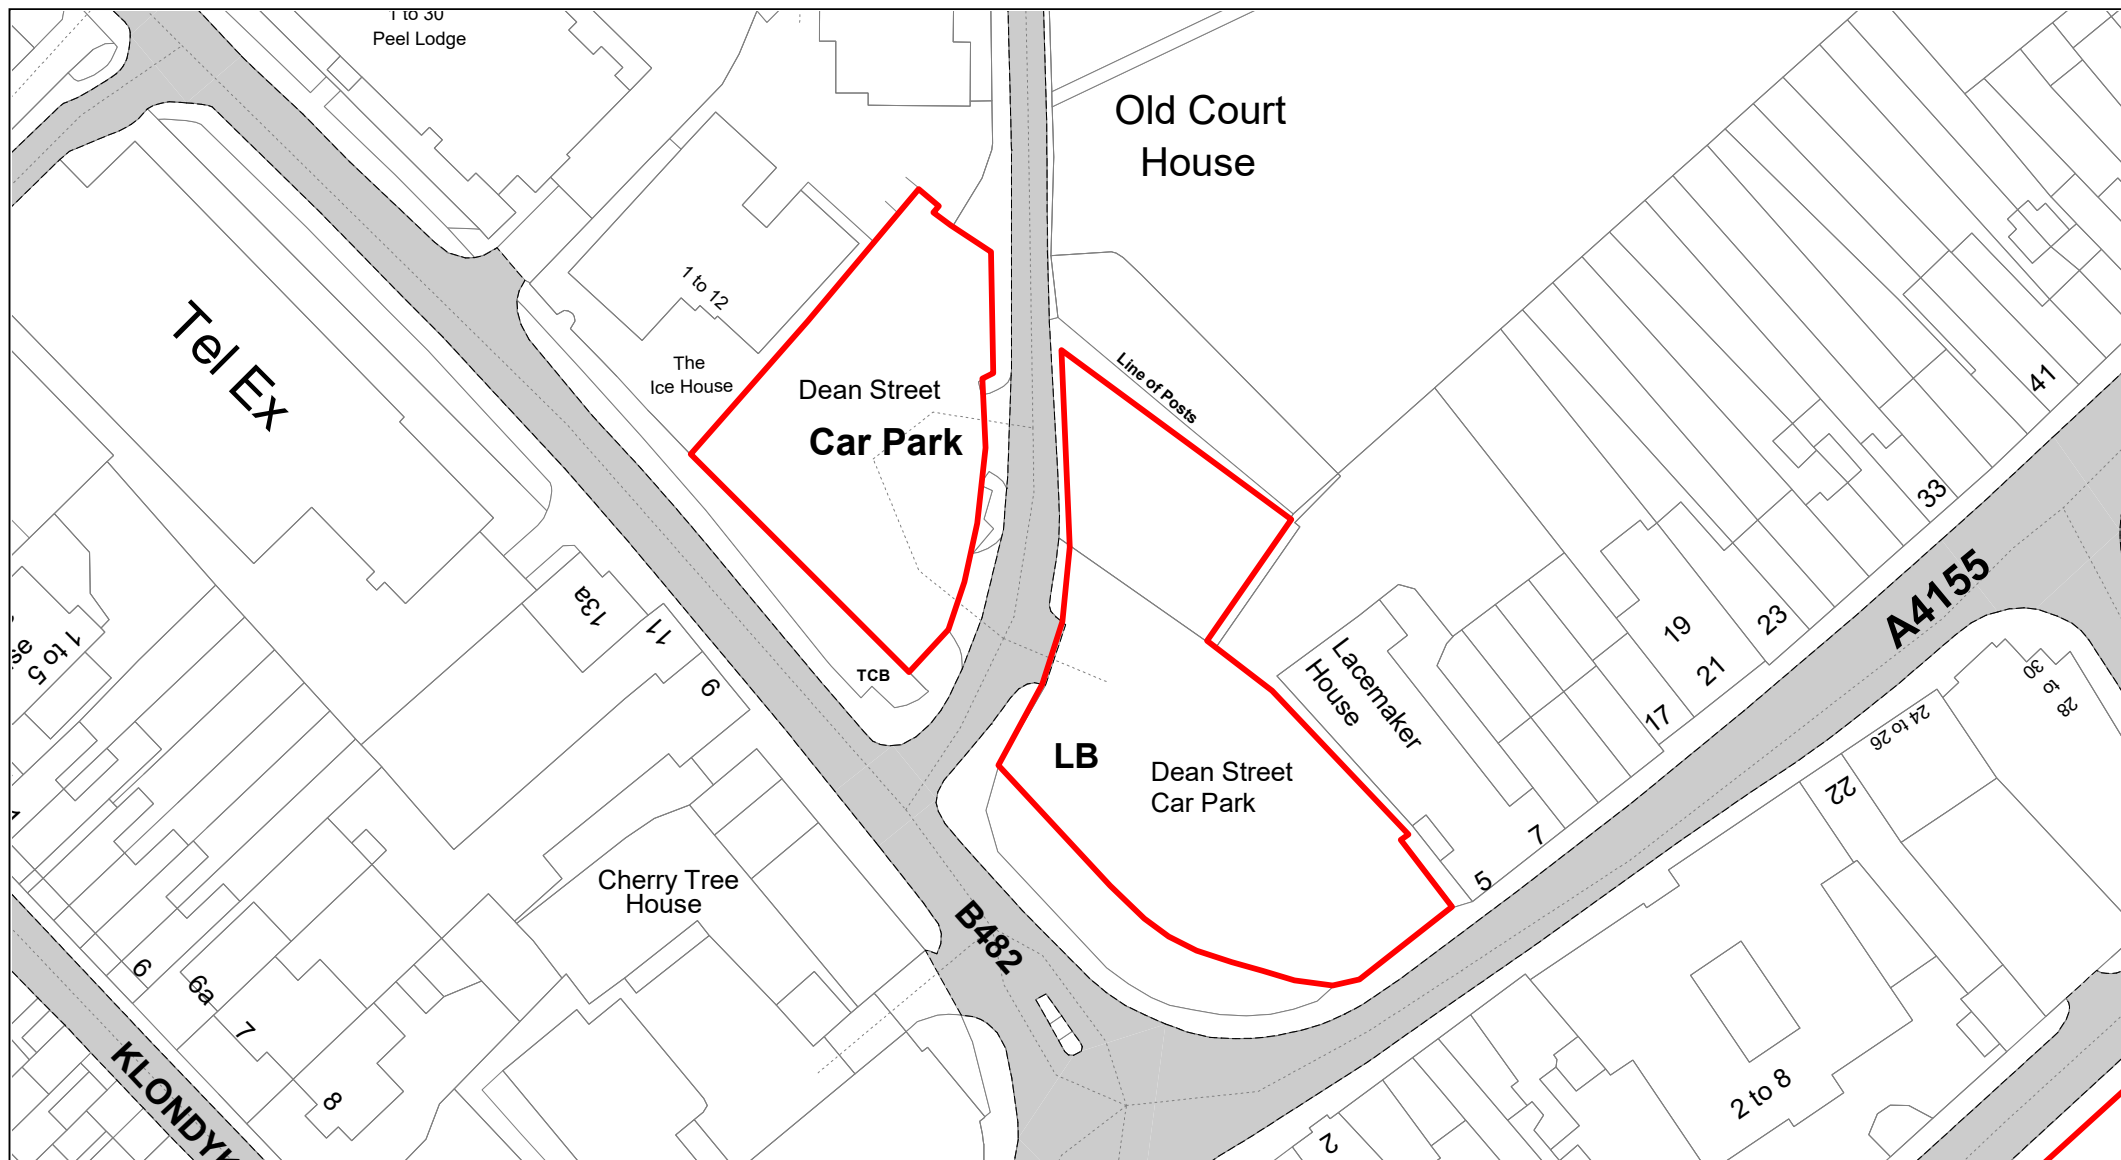 1 to 30
Peel Lodge
Old Court
House
Tel Ex
1 to 12
The
Ice House
Line of Posts
Dean Street
Car Park
41
33
A4155
13a
11
9
1 to 5
se
TCB
Lacemaker
House
19
23
21
17
30
to
28
24 to 26
22
LB
Dean Street
Car Park
7
5
Cherry Tree
House
B482
9
6a
7
8
KLONDYK
2 to 8
2